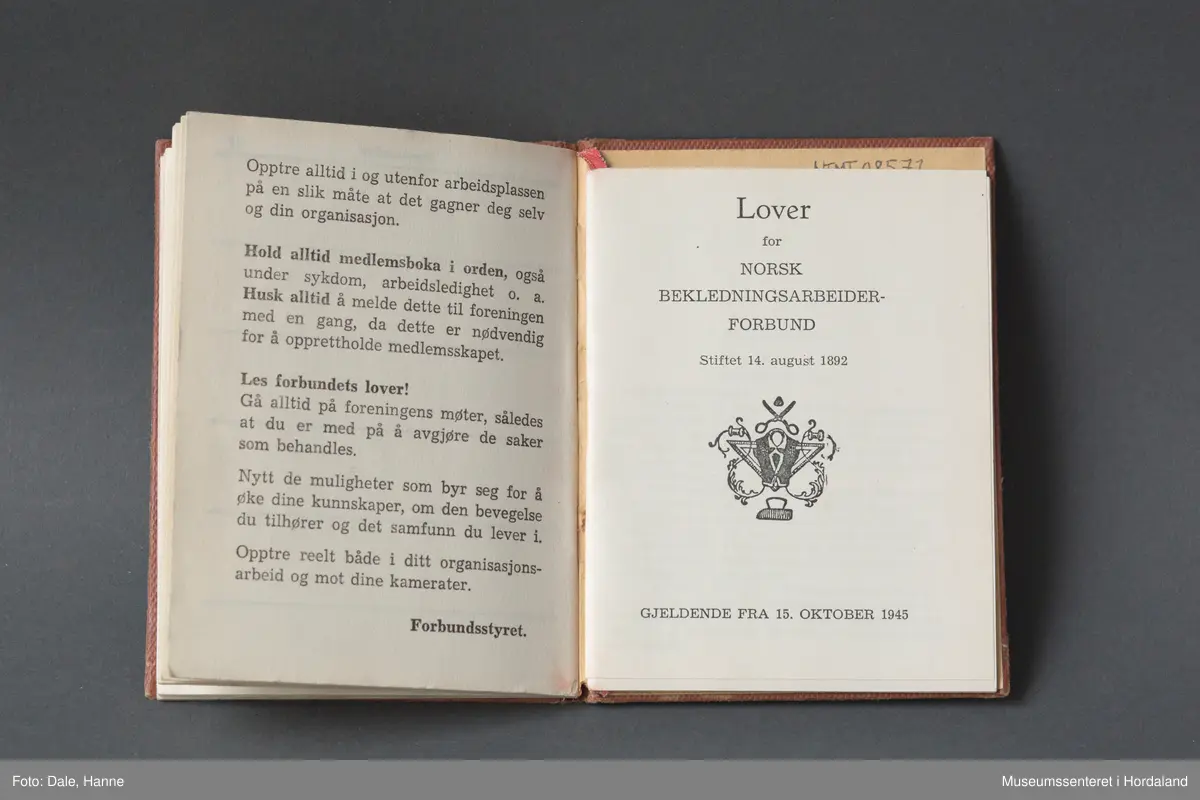 Opptre alltid i og utenfor arbeidsplassen
på en slik måte at det gagner deg selv
og din organisasjon.
Hold alltid medlemsboka i orden, også
under sykdom, arbeidsledighet o. a.
Husk alltid å melde dette til foreningen
med en gang, da dette er nødvendig
for å opprettholde medlemsskapet.
Les forbundets lover!
Gå alltid på foreningens møter, således
at du er med på å avgjøre de saker
som behandles.
Nytt de muligheter som byr seg for å
øke dine kunnskaper, om den bevegelse
du tilhører og det samfunn du lever i.
Opptre reelt både i ditt organisasjons-
arbeid og mot dine kamerater.
Forbundsstyret.
Lover
for
NORSK
BEKLEDNINGSARBEIDER-
FORBUND
Stiftet 14. august 1892
GJELDENDE FRA 15. OKTOBER 1945
Foto: Dale, Hanne
Museumssenteret i Hordaland